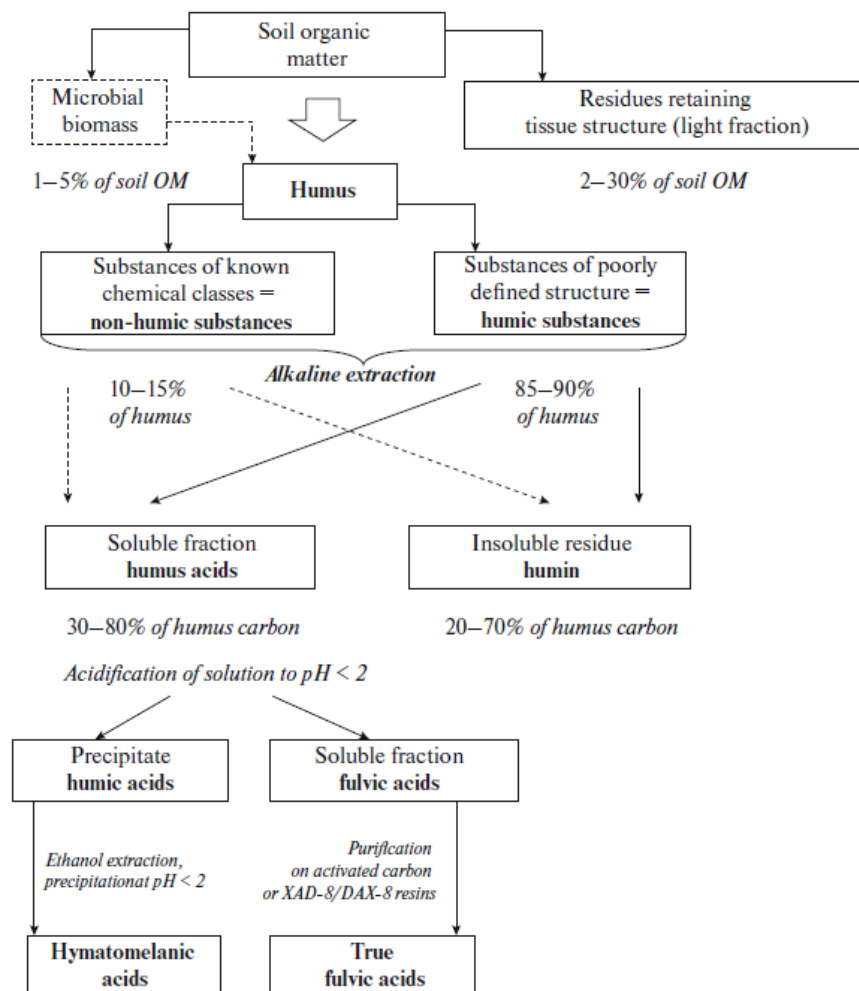 Soil organic
matter
Microbial
biomass
Residues retaining
tissue structure (light fraction)
1–5% of soil OM
2–30% of soil OM
Humus
Substances of known
chemical classes =
non-humic substances
Substances of poorly
defined structure =
humic substances
Alkaline extraction
10–15%
of humus
85–90%
of humus
Soluble fraction
humus acids
Insoluble residue
humin
30–80% of humus carbon
20–70% of humus carbon
Acidification of solution to pH < 2
Precipitate
humic acids
Soluble fraction
fulvic acids
Ethanol extraction,
precipitationat pH < 2
Purification
on activated carbon
or XAD-8/DAX-8 resins
Hymatomelanic
acids
True
fulvic acids